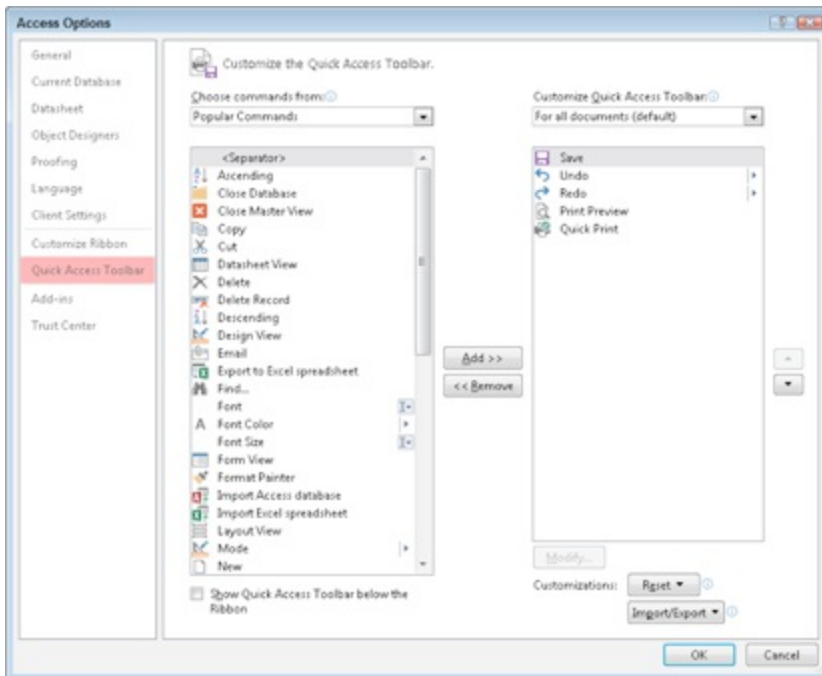 Access Options
General
Current Database
Datasheet
Object Designers
Proofing
Language
Client Settings
Customize Ribbon
Quick Access Toolbar
Add-ins
Trust Center
Customize the Quick Access Toolbar.
Choose commands from:
Popular Commands
<Separator>
Ascending
Close Database
Close Master View
Copy
Cut
Datasheet View
Delete
Delete Record
Descending
Design View
Email
Export to Excel spreadsheet
Find...
Font
Font Color
Font Size
Form View
Format Painter
Import Access database
Import Excel spreadsheet
Layout View
Mode
New
Show Quick Access Toolbar below the
Ribbon
Add >>
<< Remove
Customize Quick Access Toolbar:
For all documents (default)
Save
Undo
Redo
Print Preview
Quick Print
Modify...
Customizations:
Reset
Import/Export
OK
Cancel